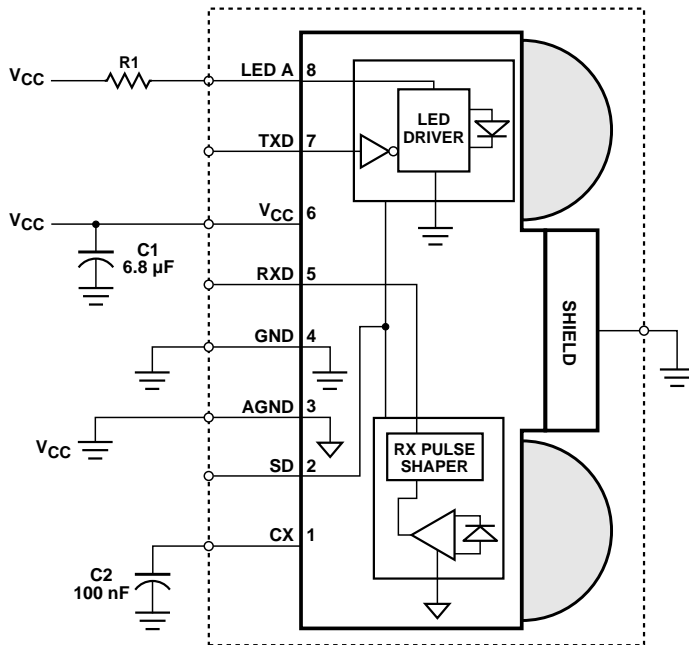 R1
VCC
LED A 8
LED
DRIVER
TXD 7
VCC 6
VCC
C1
6.8 µF
RXD 5
GND 4
SHIELD
AGND 3
VCC
RX PULSE
SHAPER
SD 2
CX 1
C2
100 nF